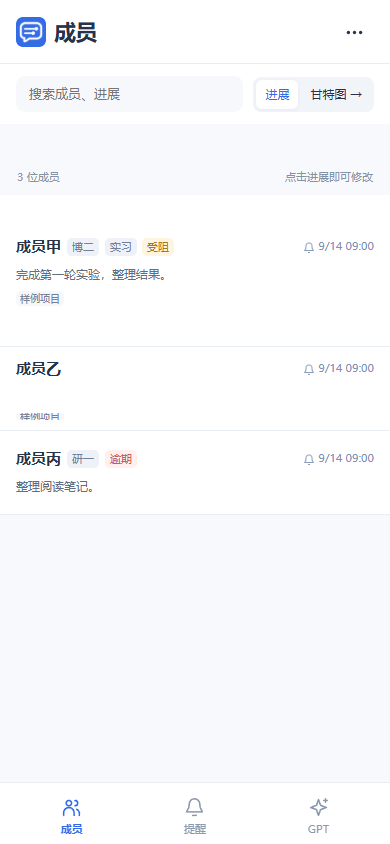 成员
搜索成员、进展
进展 甘特图 →
3 位成员 点击进展即可修改
成员甲 博二 实习 受阻 9/14 09:00
完成第一轮实验，整理结果。
样例项目
成员乙 9/14 09:00
样例项目
成员丙 研一 逾期 9/14 09:00
整理阅读笔记。
成员 提醒 GPT